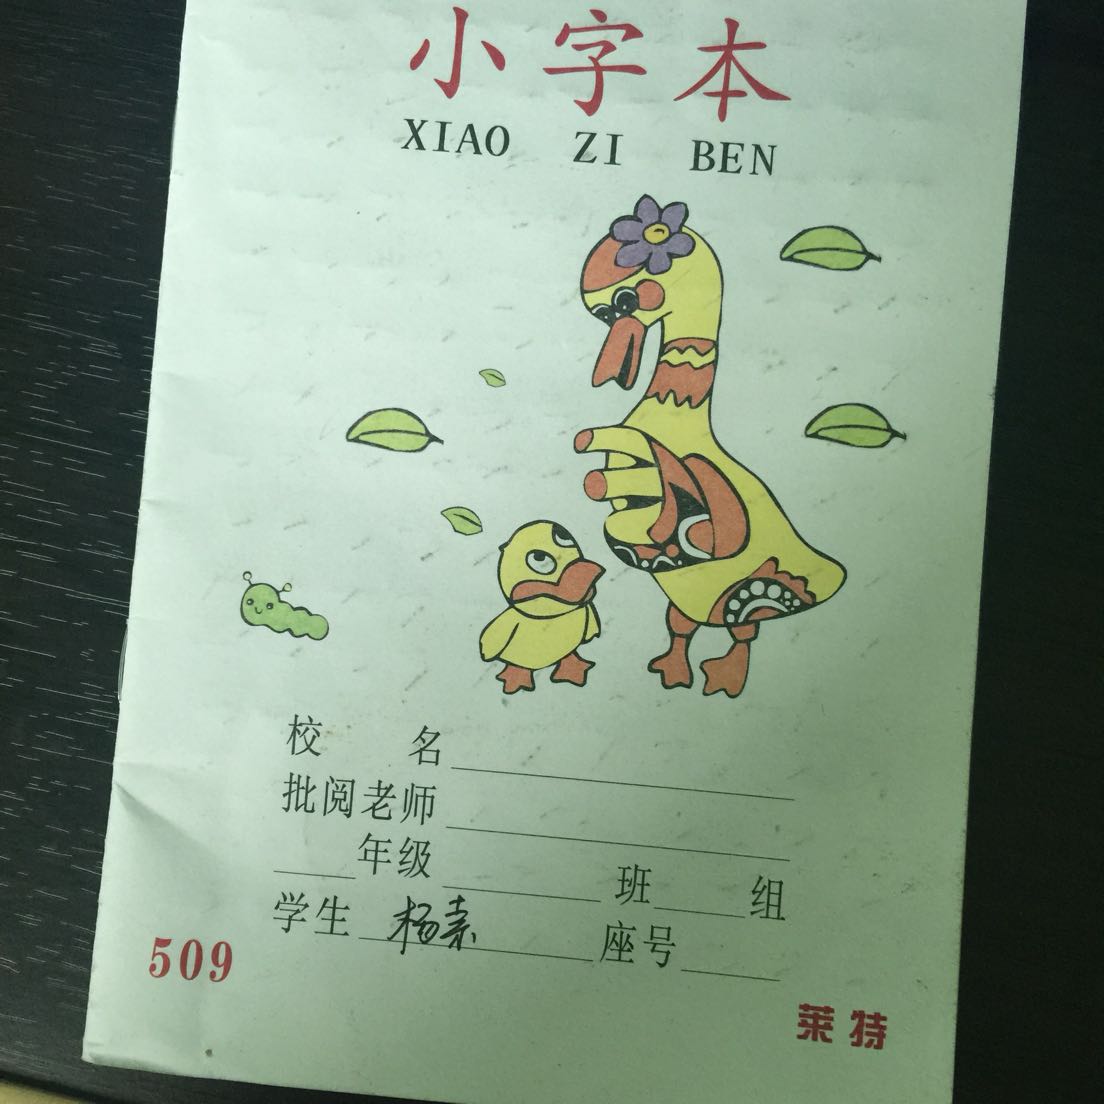 小字本
XIAO ZI BEN
校名
批阅老师
年级 班 组
学生 杨素 座号
509
莱特